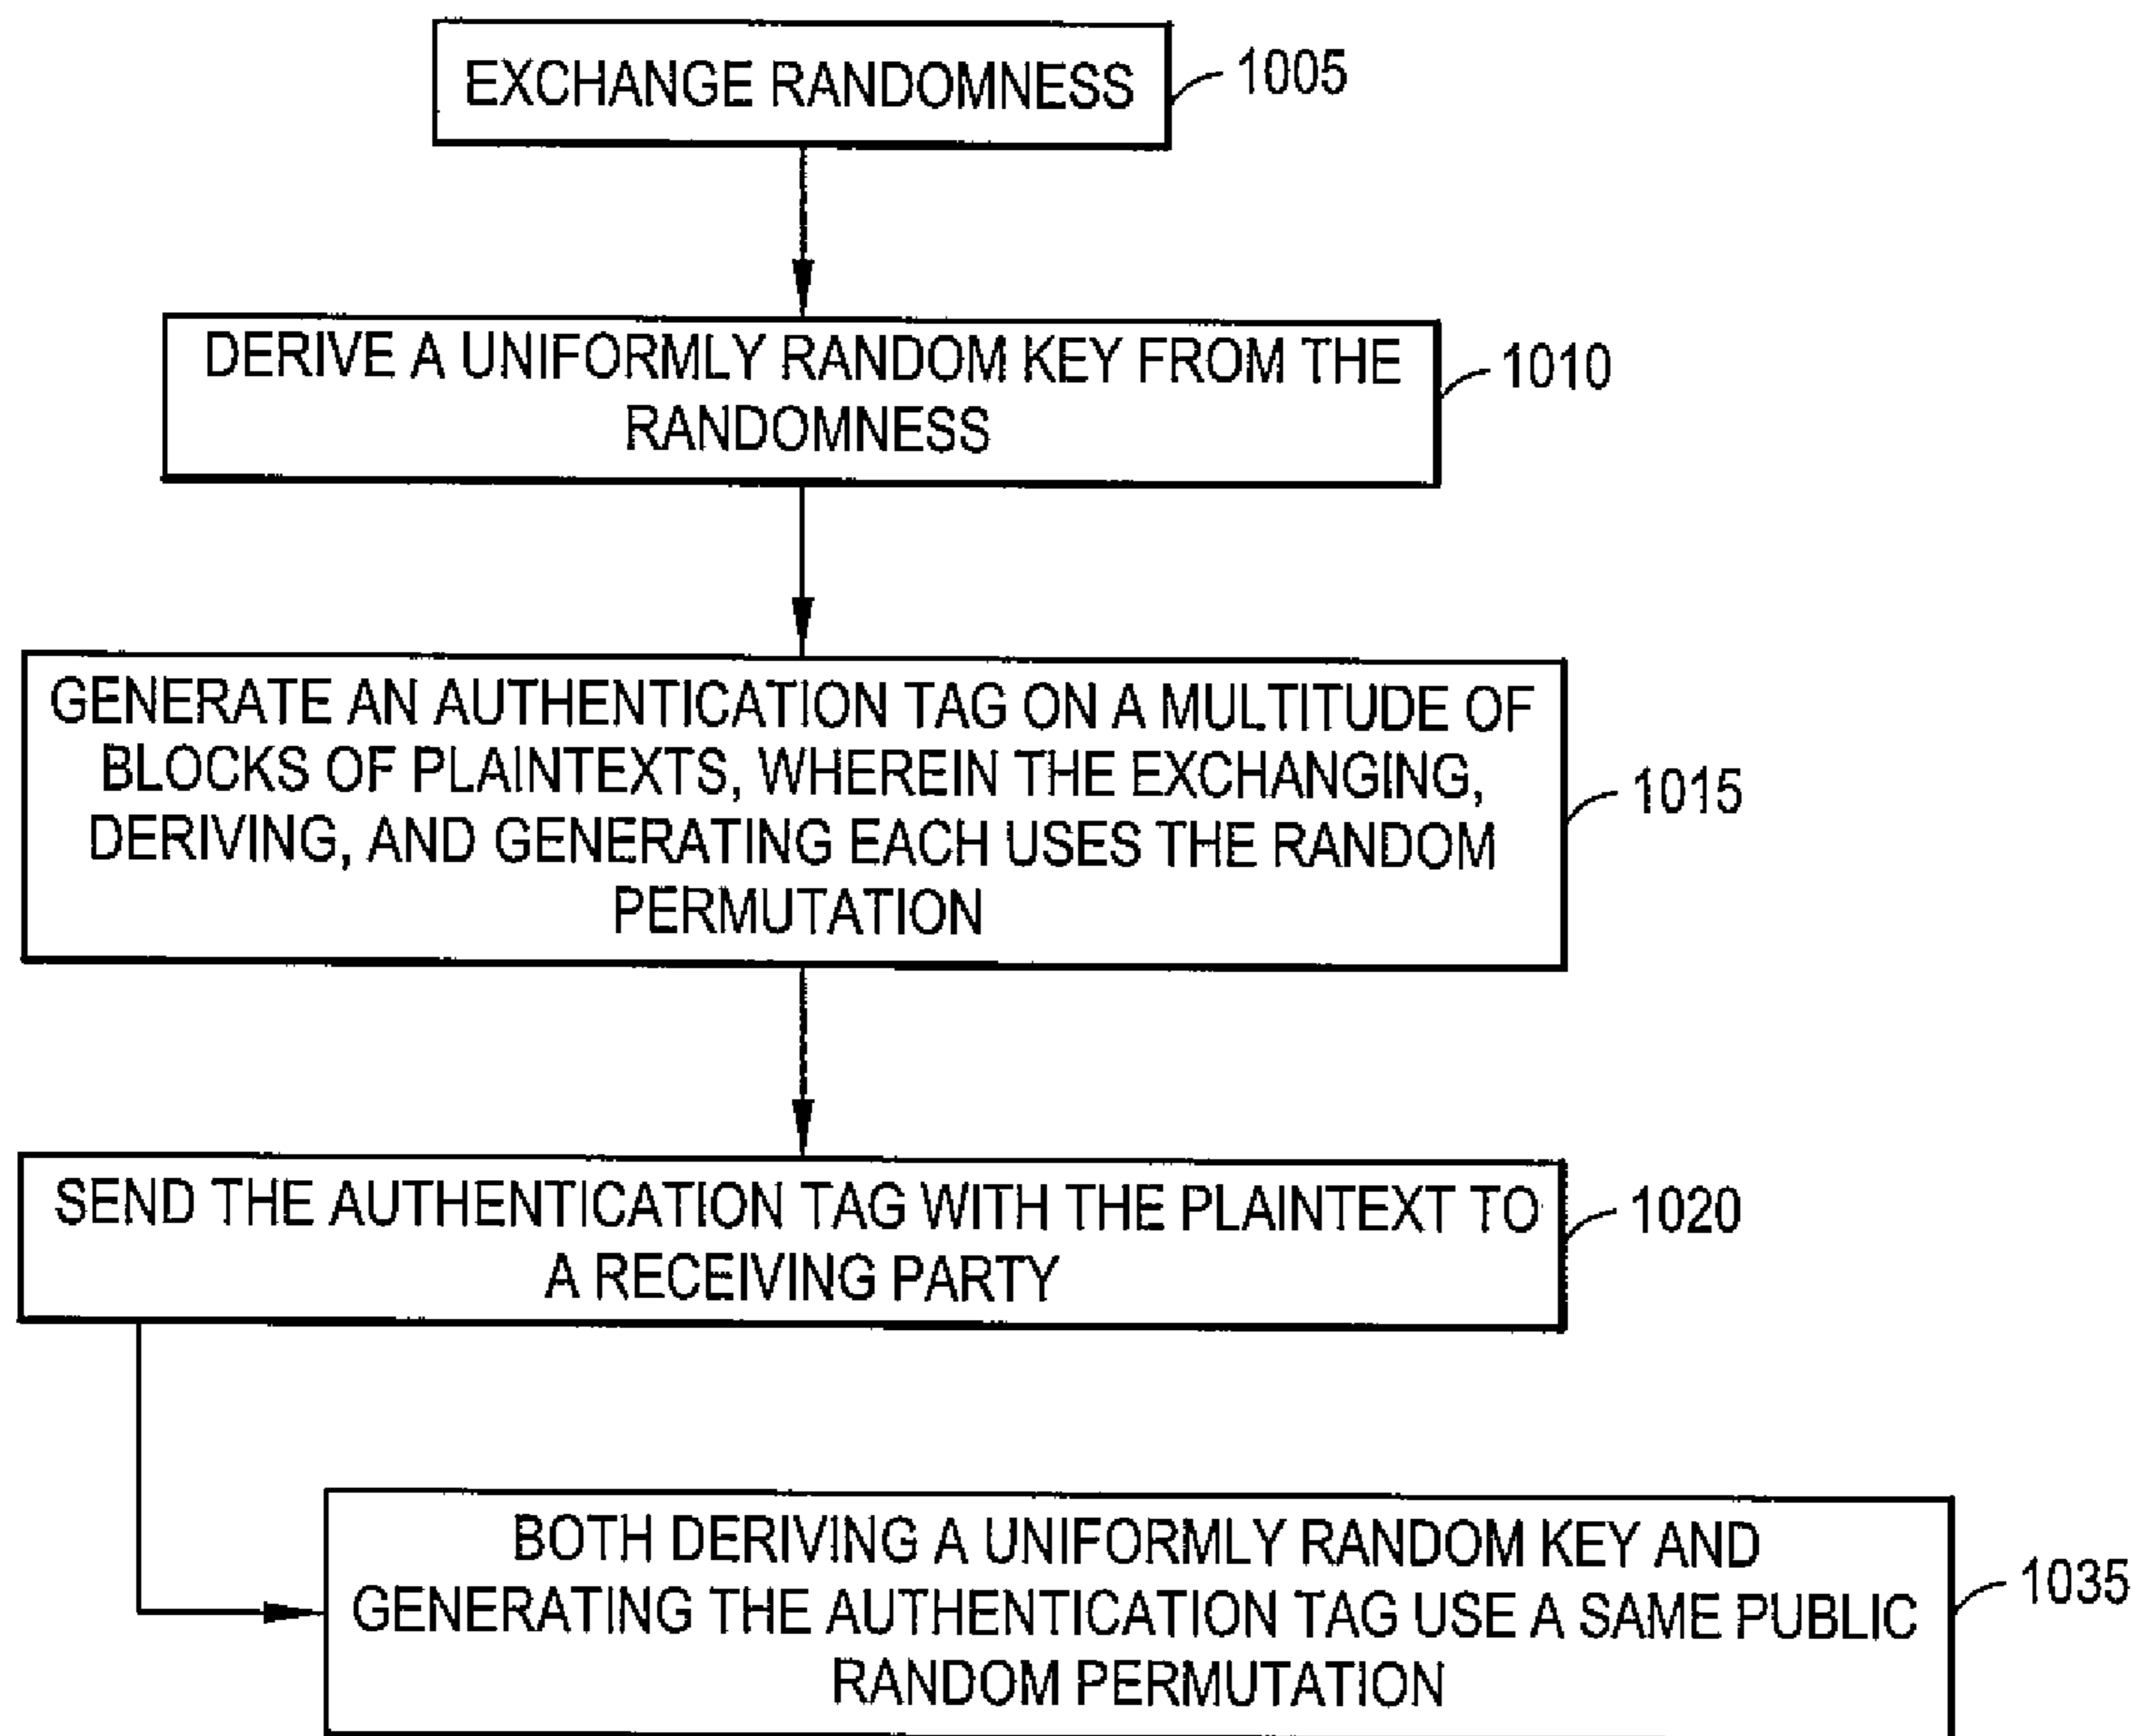 EXCHANGE RANDOMNESS
1005
DERIVE A UNIFORMLY RANDOM KEY FROM THE
RANDOMNESS
1010
GENERATE AN AUTHENTICATION TAG ON A MULTITUDE OF
BLOCKS OF PLAINTEXTS, WHEREIN THE EXCHANGING,
DERIVING, AND GENERATING EACH USES THE RANDOM
PERMUTATION
1015
SEND THE AUTHENTICATION TAG WITH THE PLAINTEXT TO
A RECEIVING PARTY
1020
BOTH DERIVING A UNIFORMLY RANDOM KEY AND
GENERATING THE AUTHENTICATION TAG USE A SAME PUBLIC
RANDOM PERMUTATION
1035